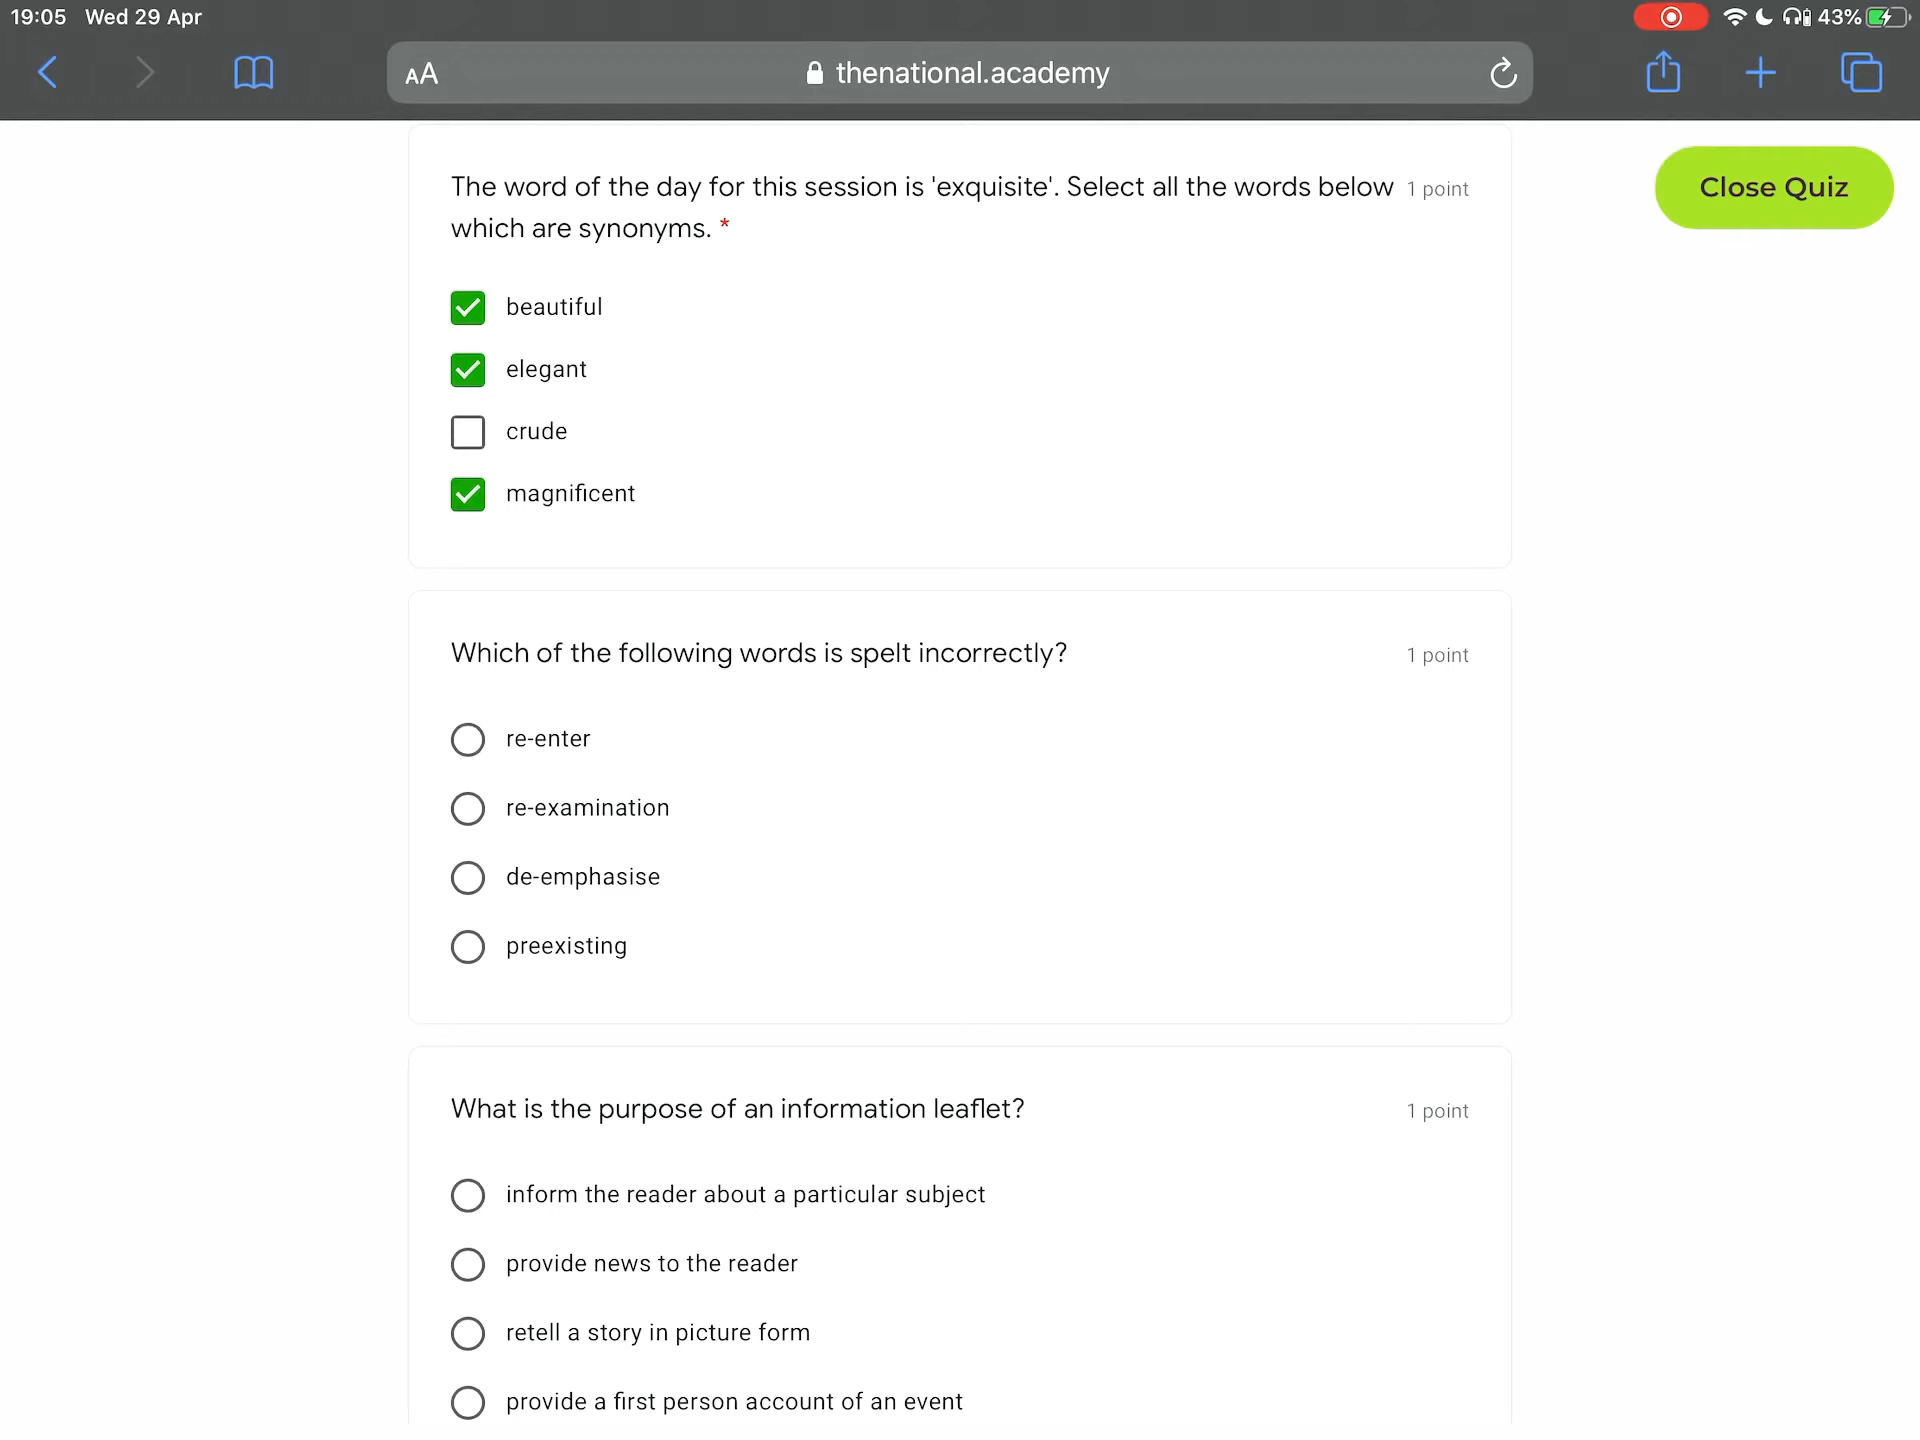 19:05 Wed 29 Apr
43%
AA
thenational.academy
Close Quiz
The word of the day for this session is 'exquisite'. Select all the words below 1 point
which are synonyms. *
beautiful
elegant
crude
magnificent
Which of the following words is spelt incorrectly? 1 point
re-enter
re-examination
de-emphasise
preexisting
What is the purpose of an information leaflet? 1 point
inform the reader about a particular subject
provide news to the reader
retell a story in picture form
provide a first person account of an event